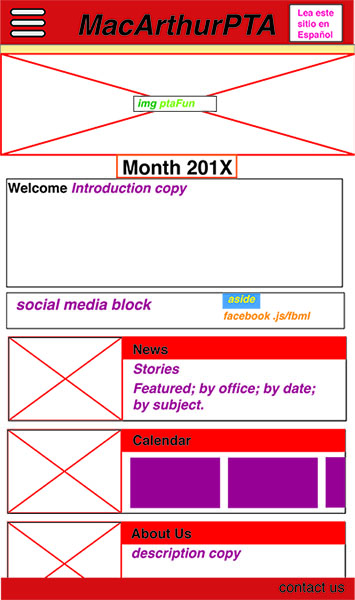 MacArthurPTA
Lea este
sitio en
Español
img ptaFun
Month 201X
Welcome Introduction copy
social media block
aside
facebook .js/fbml
News
Stories
Featured; by office; by date;
by subject.
Calendar
About Us
description copy
contact us